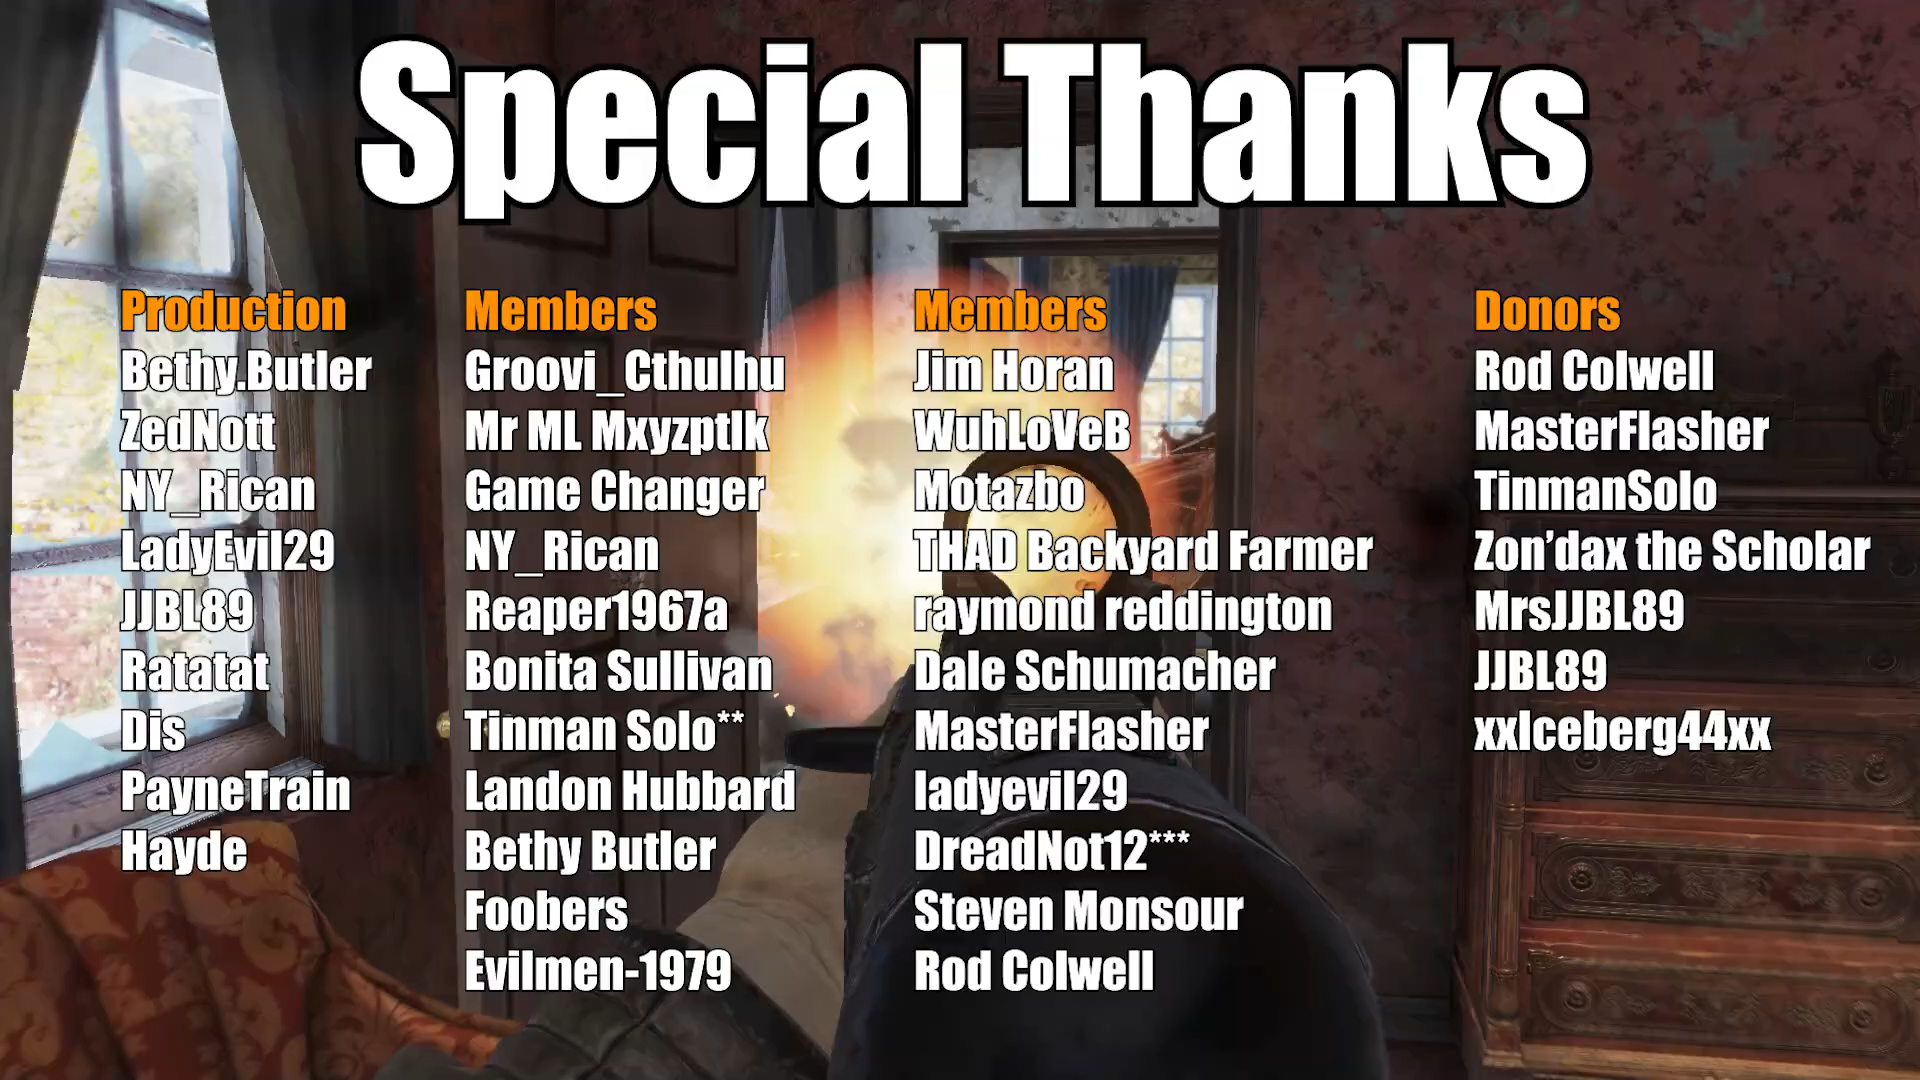 Special Thanks
Production
Bethy.Butler
ZedNott
NY_Rican
LadyEvil29
JJBL89
Ratatat
Dis
PayneTrain
Hayde
Members
Groovi_Cthulhu
Mr ML Mxyzptlk
Game Changer
NY_Rican
Reaper1967a
Bonita Sullivan
Tinman Solo**
Landon Hubbard
Bethy Butler
Foobers
Evilmen-1979
Members
Jim Horan
WuhLoVeB
Motazbo
THAD Backyard Farmer
raymond reddington
Dale Schumacher
MasterFlasher
ladyevil29
DreadNot12***
Steven Monsour
Rod Colwell
Donors
Rod Colwell
MasterFlasher
TinmanSolo
Zon’dax the Scholar
MrsJJBL89
JJBL89
xxIceberg44xx